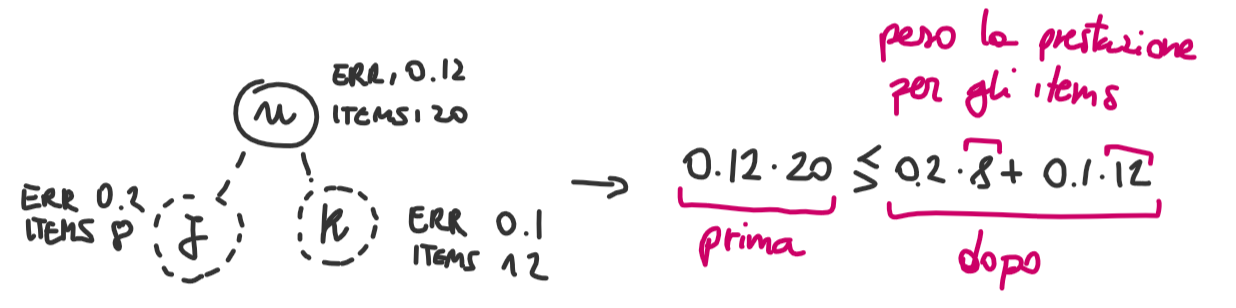 peso la prestazione
per gli items
ERR, 0.12
ITEMS: 20
u
ERR 0.2
ITEMS 8
J
K
ERR 0.1
ITEMS 12
→
0.12·20 ≤ 0.2·8 + 0.1·12
prima
dopo